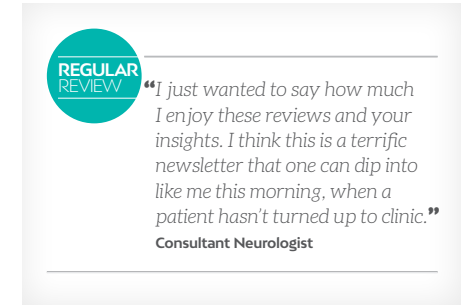 REGULAR
REVIEW
❝I just wanted to say how much
I enjoy these reviews and your
insights. I think this is a terrific
newsletter that one can dip into
like me this morning, when a
patient hasn’t turned up to clinic.❞
Consultant Neurologist